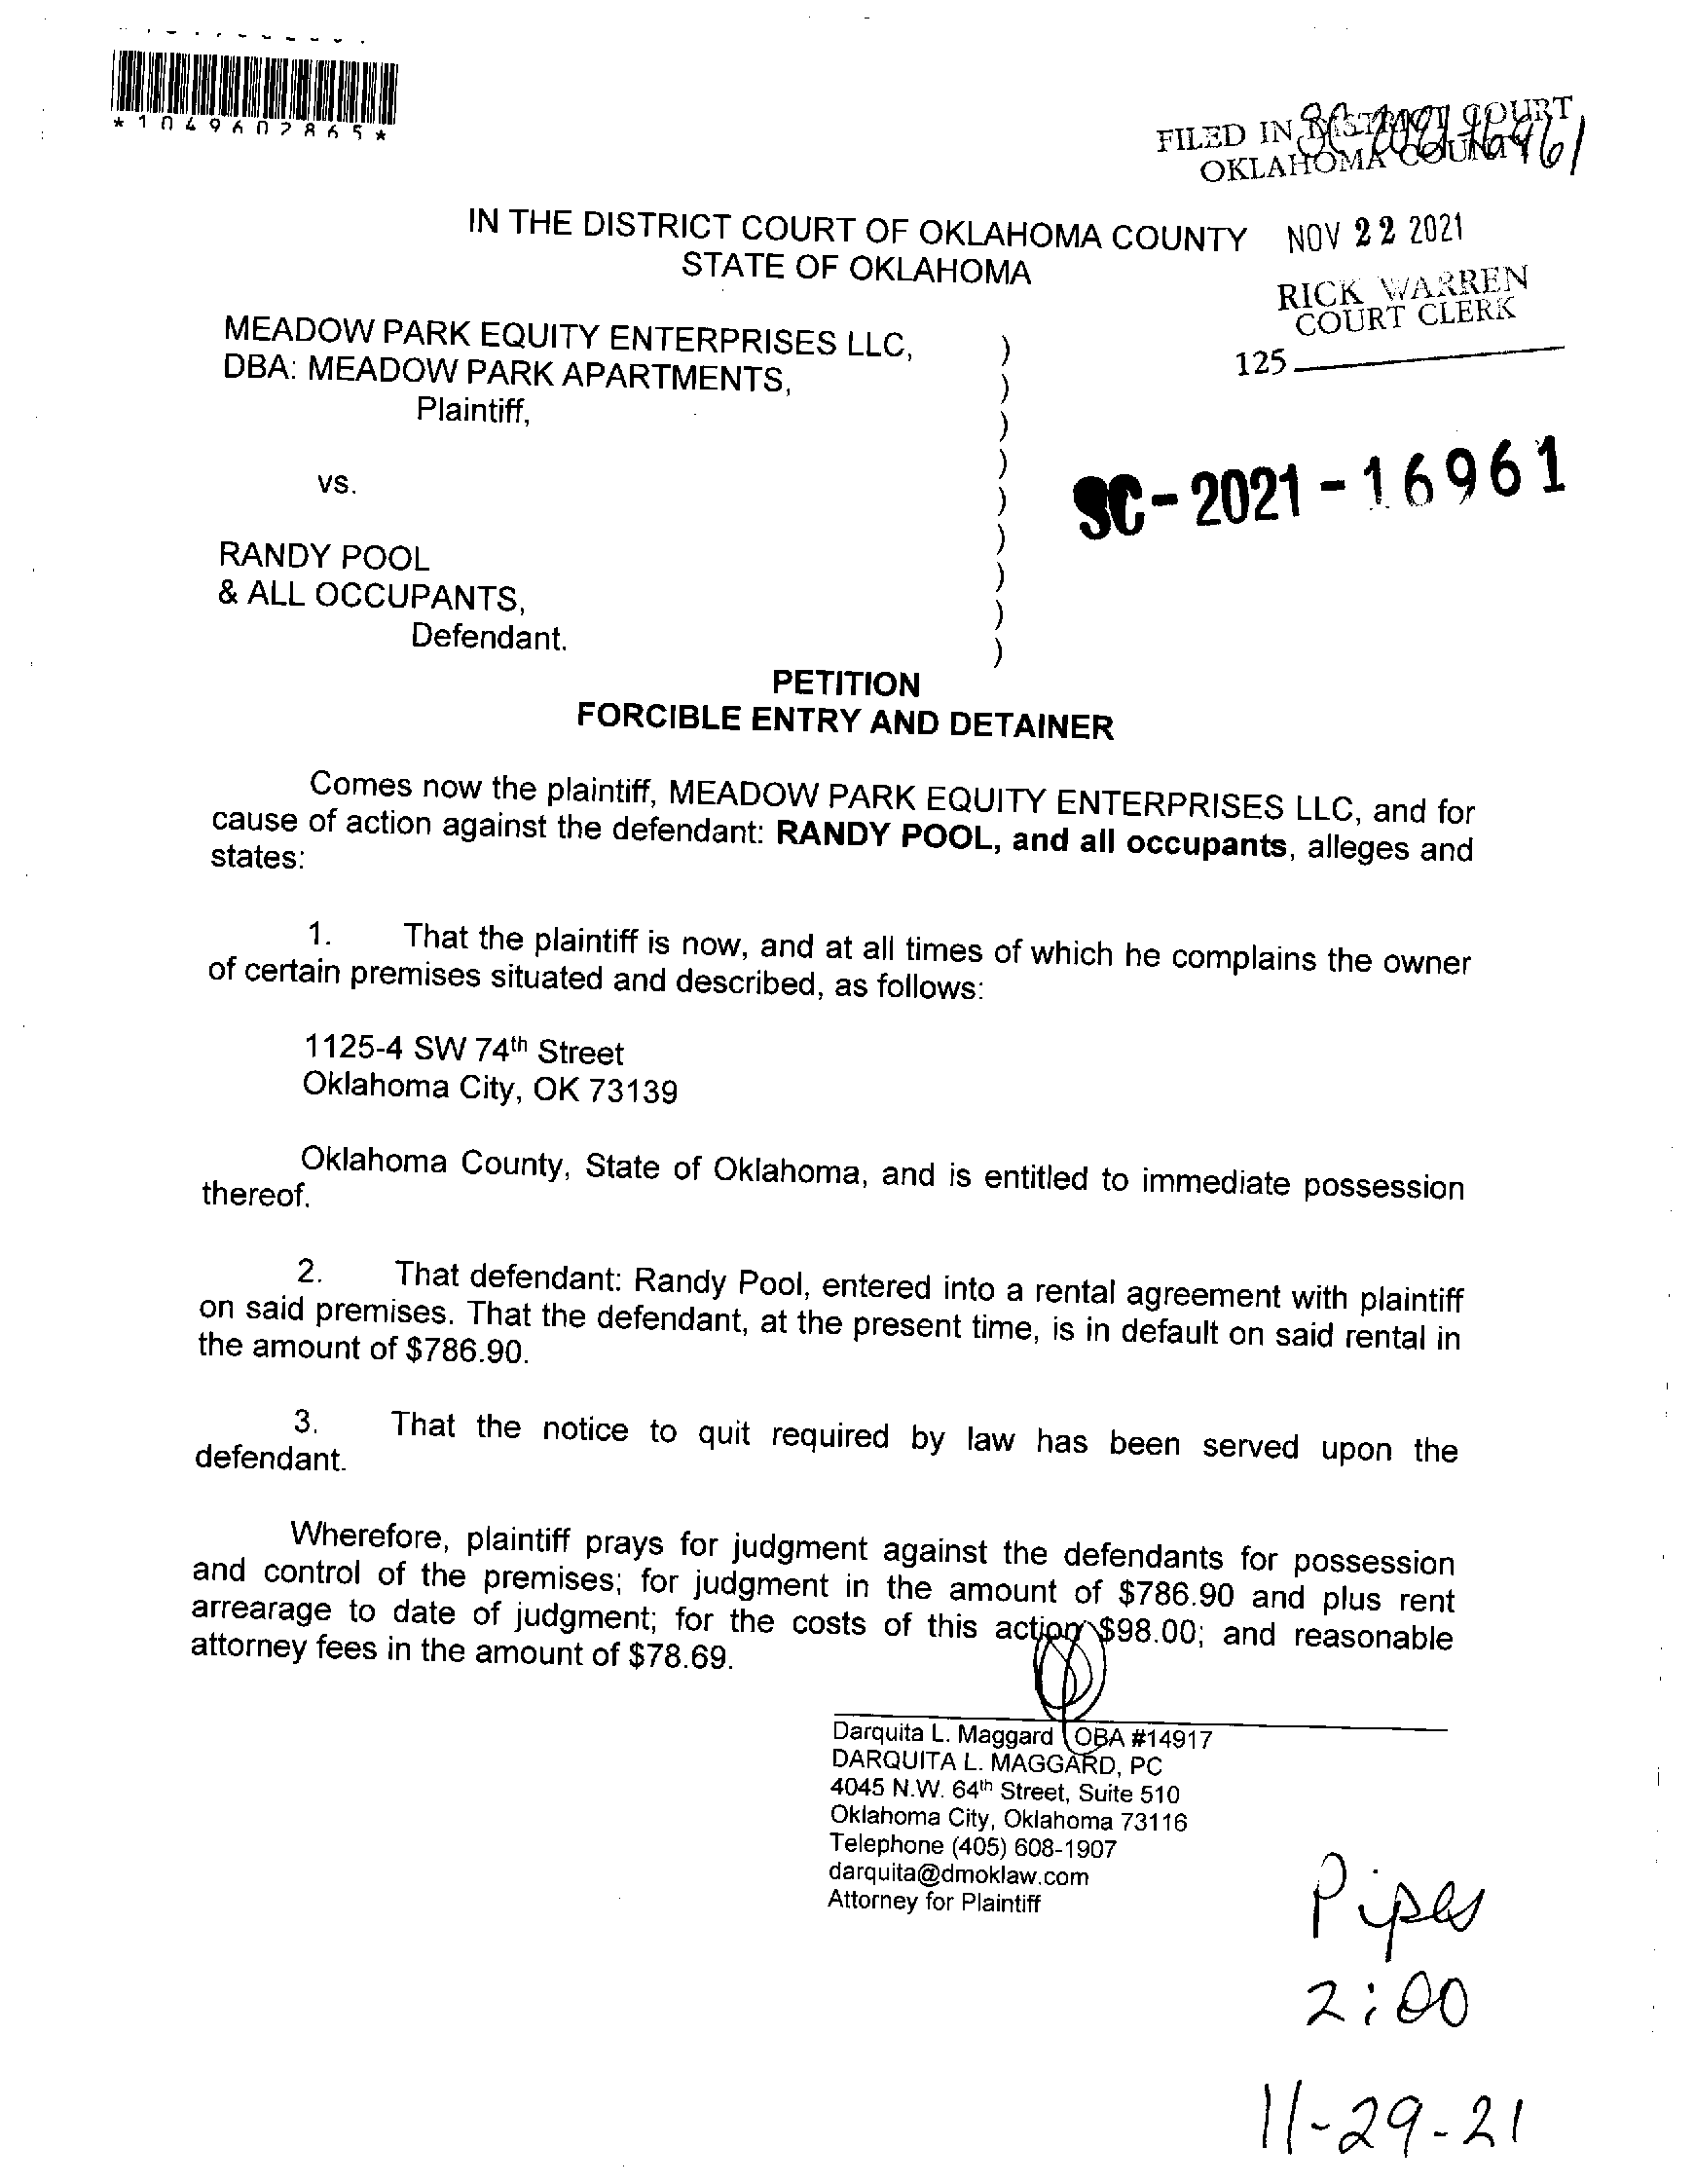 *1049602865*
SC 2021-16961
FILED IN DISTRICT COURT
OKLAHOMA COUNTY
IN THE DISTRICT COURT OF OKLAHOMA COUNTY
STATE OF OKLAHOMA
NOV 22 2021
RICK WARREN
COURT CLERK
125
MEADOW PARK EQUITY ENTERPRISES LLC, )
DBA: MEADOW PARK APARTMENTS, )
Plaintiff, )
)
vs. )
)
RANDY POOL )
& ALL OCCUPANTS, )
Defendant. )
SC-2021-16961
PETITION
FORCIBLE ENTRY AND DETAINER
Comes now the plaintiff, MEADOW PARK EQUITY ENTERPRISES LLC, and for
cause of action against the defendant: RANDY POOL, and all occupants, alleges and
states:
1. That the plaintiff is now, and at all times of which he complains the owner
of certain premises situated and described, as follows:
1125-4 SW 74th Street
Oklahoma City, OK 73139
Oklahoma County, State of Oklahoma, and is entitled to immediate possession
thereof.
2. That defendant: Randy Pool, entered into a rental agreement with plaintiff
on said premises. That the defendant, at the present time, is in default on said rental in
the amount of $786.90.
3. That the notice to quit required by law has been served upon the
defendant.
Wherefore, plaintiff prays for judgment against the defendants for possession
and control of the premises; for judgment in the amount of $786.90 and plus rent
arrearage to date of judgment; for the costs of this action $98.00; and reasonable
attorney fees in the amount of $78.69.
Darquita L. Maggard OBA #14917
DARQUITA L. MAGGARD, PC
4045 N.W. 64th Street, Suite 510
Oklahoma City, Oklahoma 73116
Telephone (405) 608-1907
darquita@dmoklaw.com
Attorney for Plaintiff
Pipes
2:00
11-29-21